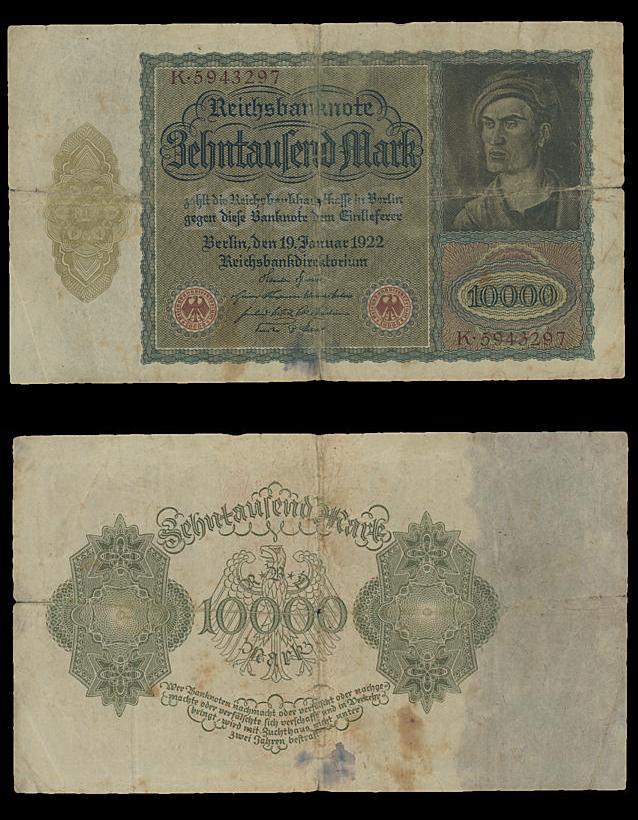 K·5943297
Reichsbanknote
Zehntausend Mark
zahlt die Reichsbankhauptkasse in Berlin
gegen diese Banknote dem Einlieferer
Berlin, den 19. Januar 1922
Reichsbankdirektorium
10000
K·5943297
Zehntausend Mark
10000
Mark
Wer Banknoten nachmacht oder verfälscht oder nachge-
machte oder verfälschte sich verschafft und in Verkehr
bringt, wird mit Zuchthaus nicht unter
zwei Jahren bestraft